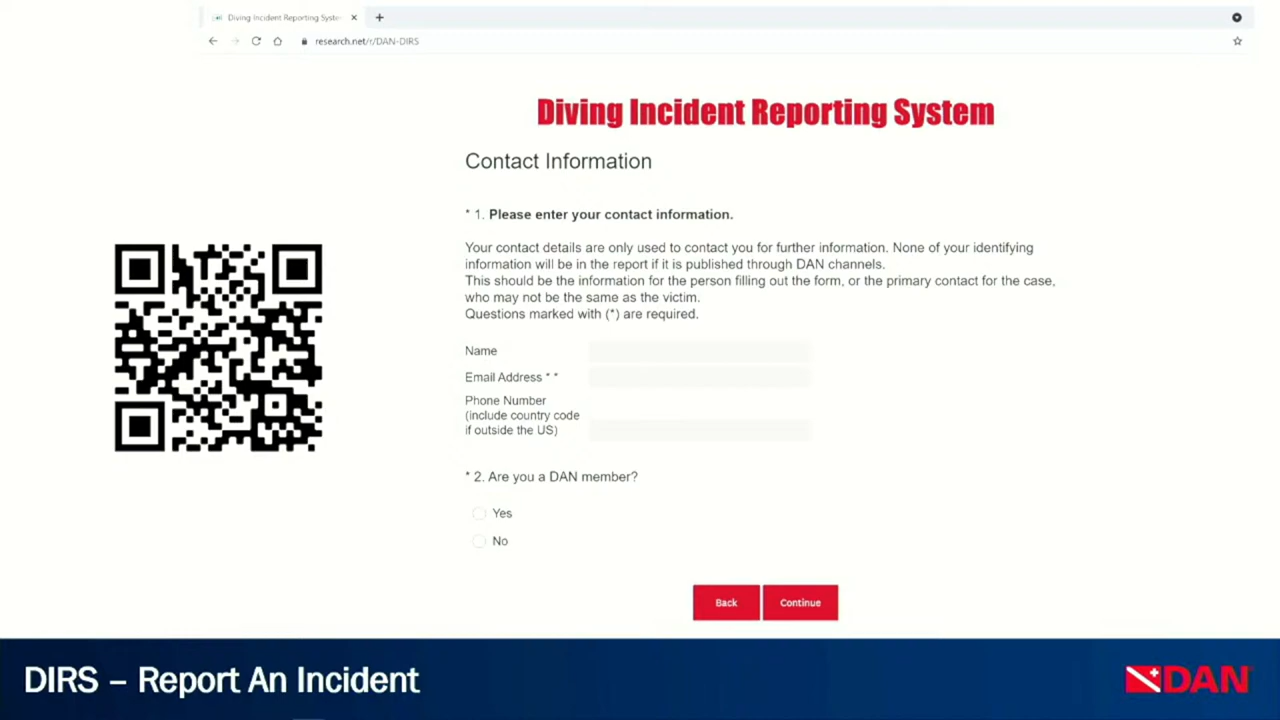 Diving Incident Reporting Syste
research.net/r/DAN-DIRS
Diving Incident Reporting System
Contact Information
* 1. Please enter your contact information.
Your contact details are only used to contact you for further information. None of your identifying
information will be in the report if it is published through DAN channels.
This should be the information for the person filling out the form, or the primary contact for the case,
who may not be the same as the victim.
Questions marked with (*) are required.
Name
Email Address * *
Phone Number
(include country code
if outside the US)
* 2. Are you a DAN member?
Yes
No
Back Continue
DIRS – Report An Incident
DAN